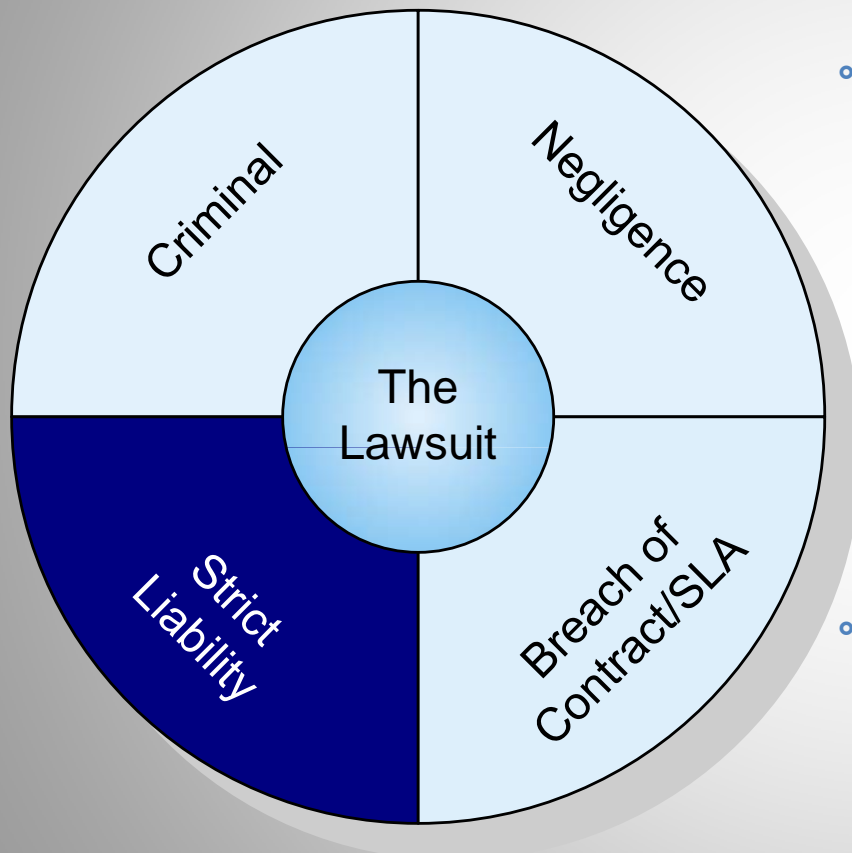 Criminal
Negligence
The
Lawsuit
Strict
Liability
Breach of
Contract/SLA